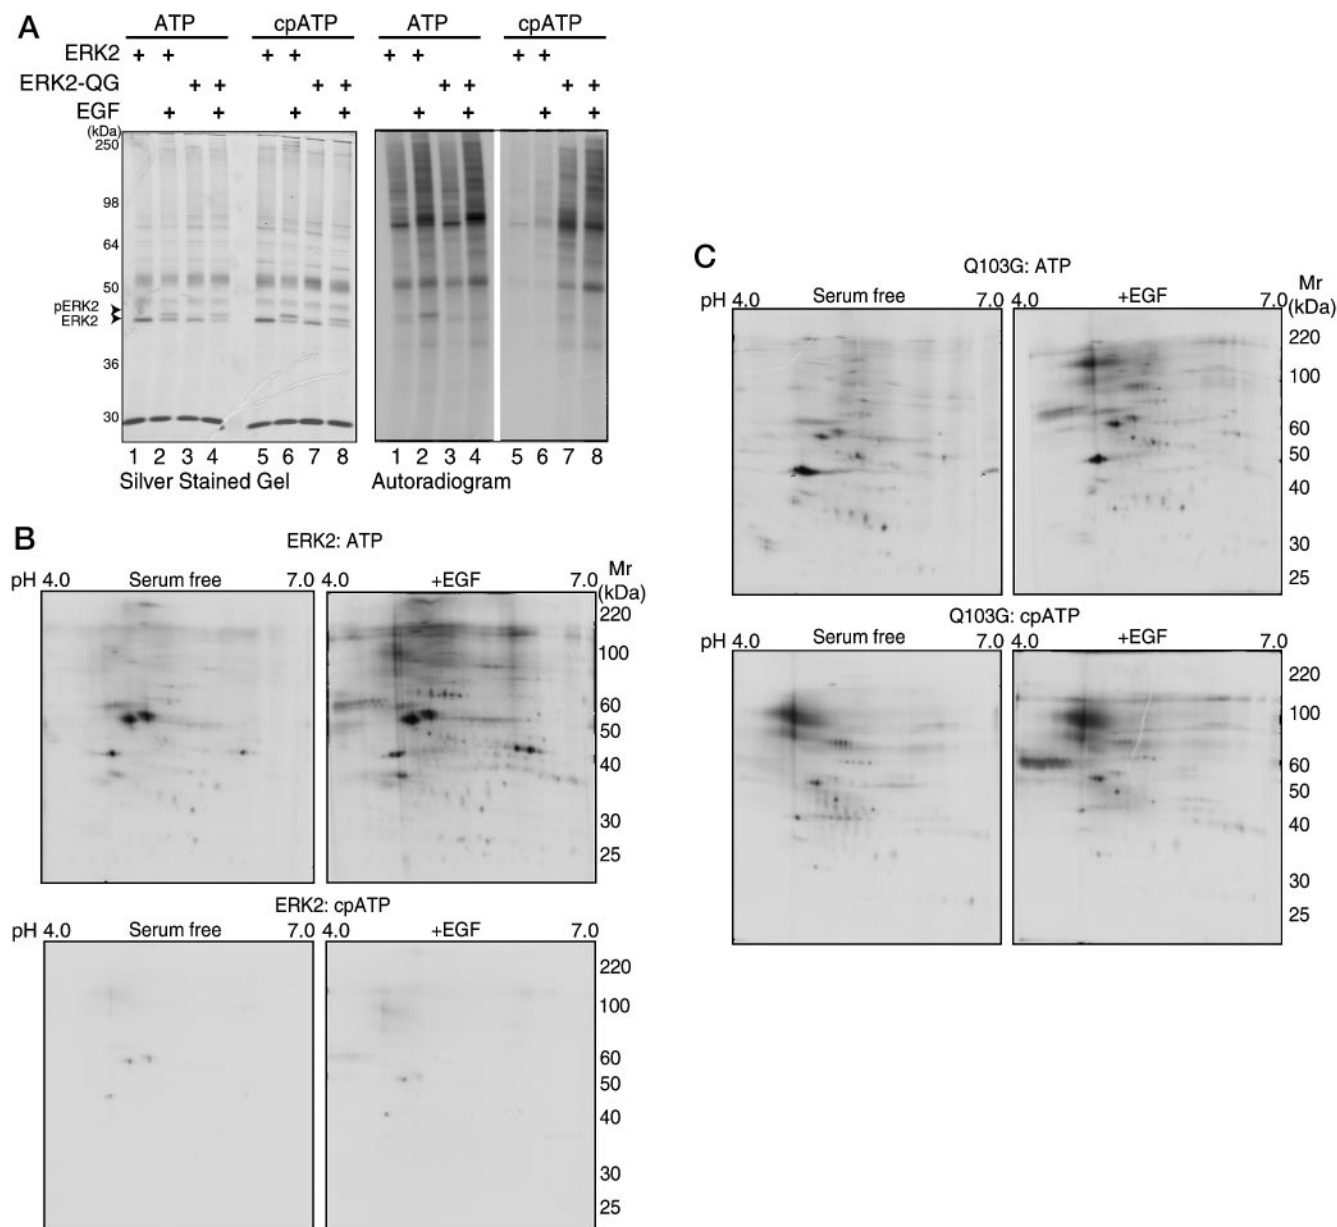 A
ATP cpATP ATP cpATP
ERK2 + + + + + + + +
ERK2-QG + + + + + + + +
EGF + + + + + + + +
(kDa)
250
98
64
50
pERK2
ERK2
36
30
1 2 3 4 5 6 7 8 1 2 3 4 5 6 7 8
Silver Stained Gel Autoradiogram
B
ERK2: ATP
pH 4.0 Serum free 7.0 4.0 +EGF 7.0 Mr
(kDa)
220
100
60
50
40
30
25
ERK2: cpATP
pH 4.0 Serum free 7.0 4.0 +EGF 7.0
220
100
60
50
40
30
25
C
Q103G: ATP
pH 4.0 Serum free 7.0 4.0 +EGF 7.0 Mr
(kDa)
220
100
60
50
40
30
25
Q103G: cpATP
pH 4.0 Serum free 7.0 4.0 +EGF 7.0
220
100
60
50
40
30
25